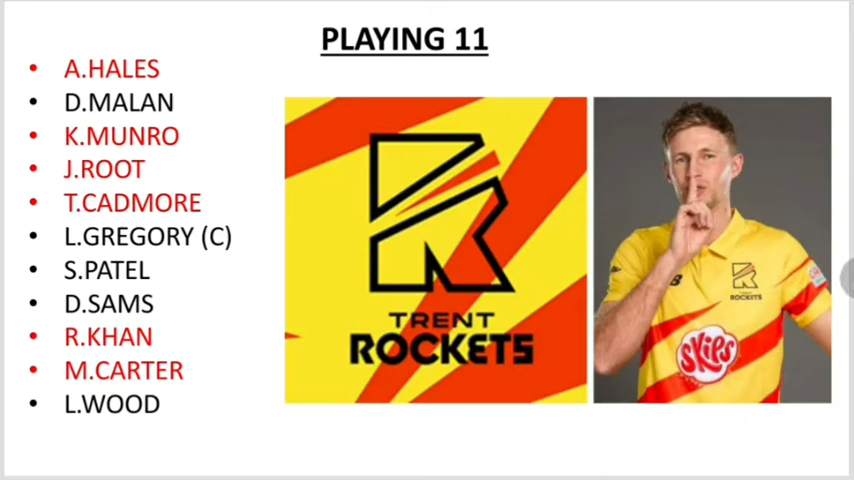 PLAYING 11
A.HALES
D.MALAN
K.MUNRO
J.ROOT
T.CADMORE
L.GREGORY (C)
S.PATEL
D.SAMS
R.KHAN
M.CARTER
L.WOOD
TRENT
ROCKETS
TRENT
ROCKETS
SKiPS